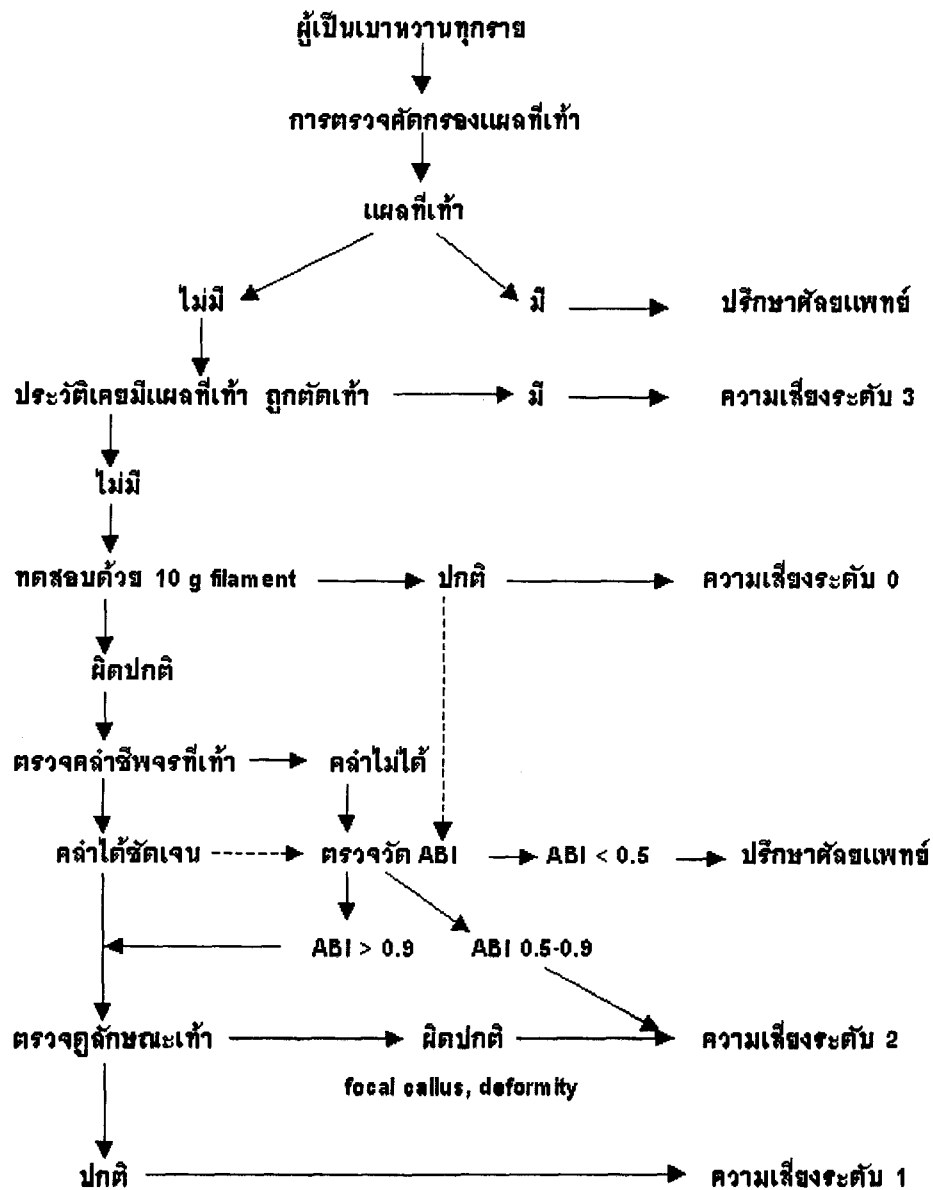 ผู้เป็นเบาหวานทุกราย
การตรวจคัดกรองแผลที่เท้า
แผลที่เท้า
ไม่มี มี ปรึกษาศัลยแพทย์
ประวัติเคยมีแผลที่เท้า ถูกตัดเท้า มี ความเสี่ยงระดับ 3
ไม่มี
ทดสอบด้วย 10 g filament ปกติ ความเสี่ยงระดับ 0
ผิดปกติ
ตรวจคลำชีพจรที่เท้า คลำไม่ได้
คลำได้ชัดเจน ตรวจวัด ABI ABI < 0.5 ปรึกษาศัลยแพทย์
ABI > 0.9 ABI 0.5-0.9
ตรวจดูลักษณะเท้า ผิดปกติ ความเสี่ยงระดับ 2
focal callus, deformity
ปกติ ความเสี่ยงระดับ 1